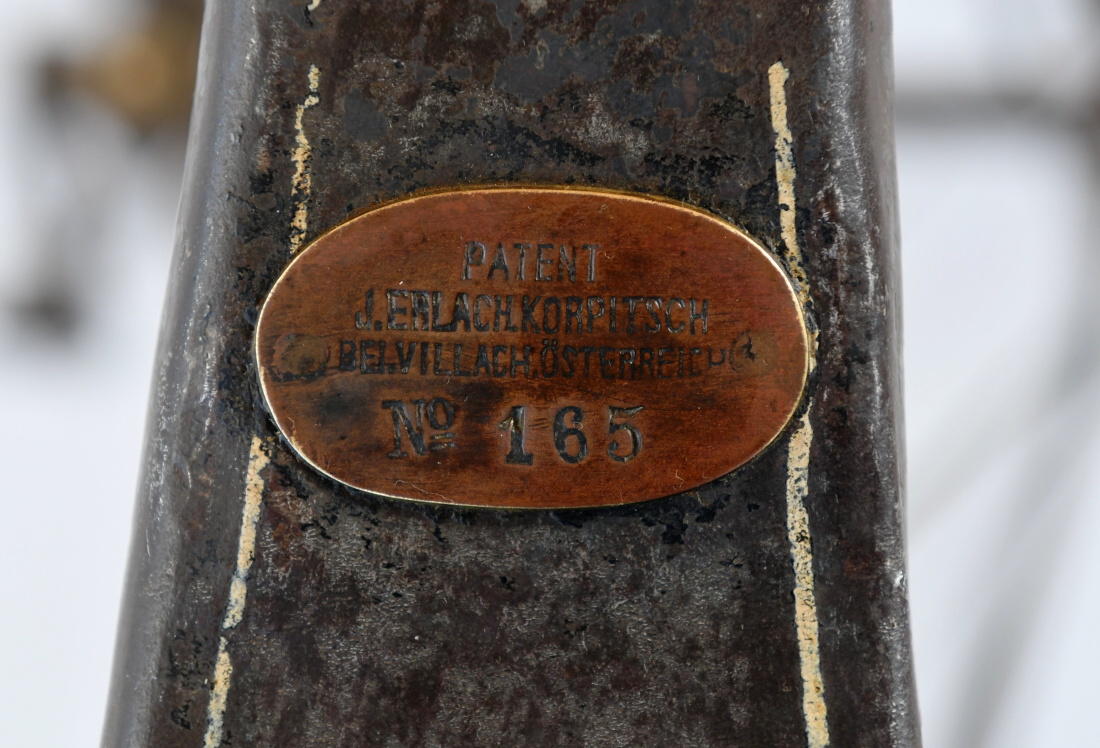 PATENT
J.ERLACH.KORPITSCH
BEI.VILLACH.ÖSTERREICH
No 165